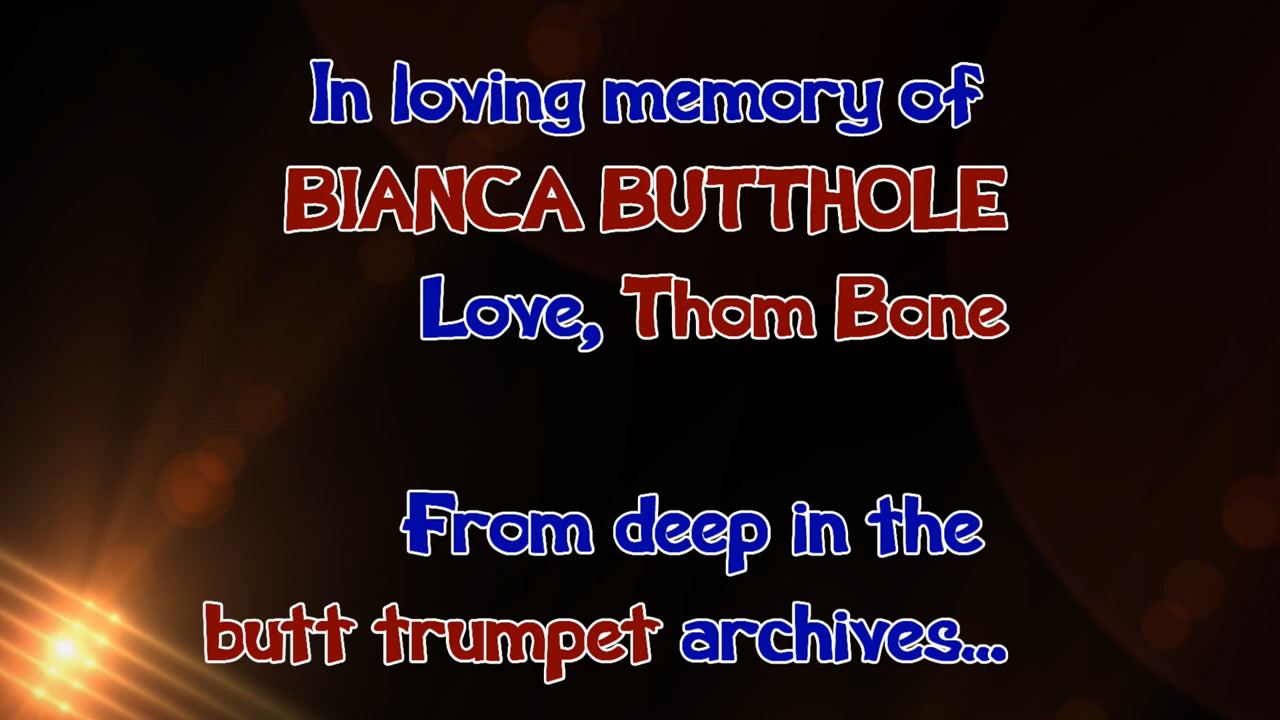 In loving memory of
BIANCA BUTTHOLE
Love, Thom Bone
From deep in the
butt trumpet archives...